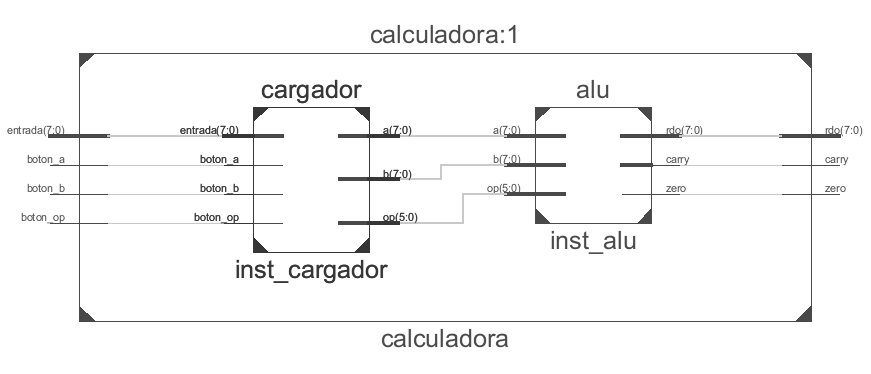 calculadora:1
cargador
alu
entrada(7:0)
entrada(7:0)
a(7:0)
a(7:0)
rdo(7:0)
rdo(7:0)
boton_a
boton_a
b(7:0)
b(7:0)
carry
carry
boton_b
boton_b
op(5:0)
zero
zero
boton_op
boton_op
op(5:0)
inst_alu
inst_cargador
calculadora